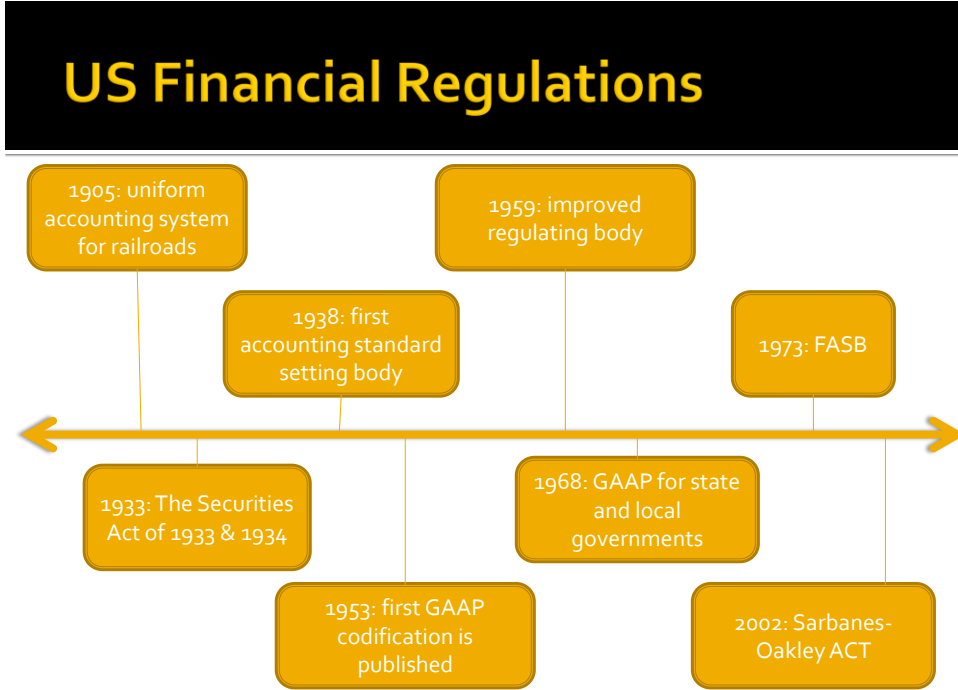 US Financial Regulations
1905: uniform
accounting system
for railroads
1959: improved
regulating body
1938: first
accounting standard
setting body
1973: FASB
1933: The Securities
Act of 1933 & 1934
1968: GAAP for state
and local
governments
1953: first GAAP
codification is
published
2002: Sarbanes-
Oakley ACT